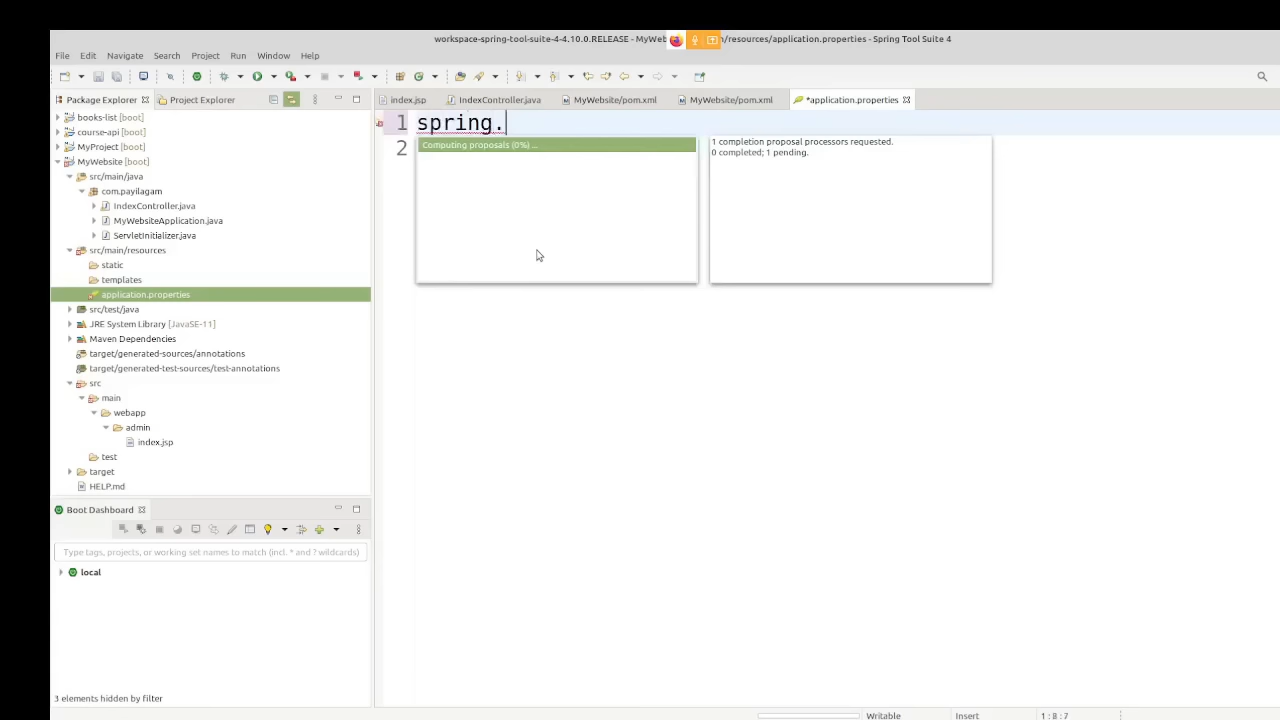 workspace-spring-tool-suite-4-4.10.0.RELEASE - MyWeb n/resources/application.properties - Spring Tool Suite 4
File Edit Navigate Search Project Run Window Help
Package Explorer Project Explorer index.jsp IndexController.java MyWebsite/pom.xml MyWebsite/pom.xml *application.properties
books-list [boot]
course-api [boot]
MyProject [boot]
MyWebsite [boot]
src/main/java
com.payilagam
IndexController.java
MyWebsiteApplication.java
ServletInitializer.java
src/main/resources
static
templates
application.properties
src/test/java
JRE System Library [JavaSE-11]
Maven Dependencies
target/generated-sources/annotations
target/generated-test-sources/test-annotations
src
main
webapp
admin
index.jsp
test
target
HELP.md
1 spring.
2
Computing proposals (0%) ...
1 completion proposal processors requested.
0 completed; 1 pending.
Boot Dashboard
Type tags, projects, or working set names to match (incl. * and ? wildcards)
local
3 elements hidden by filter
Writable Insert 1 : 8 : 7